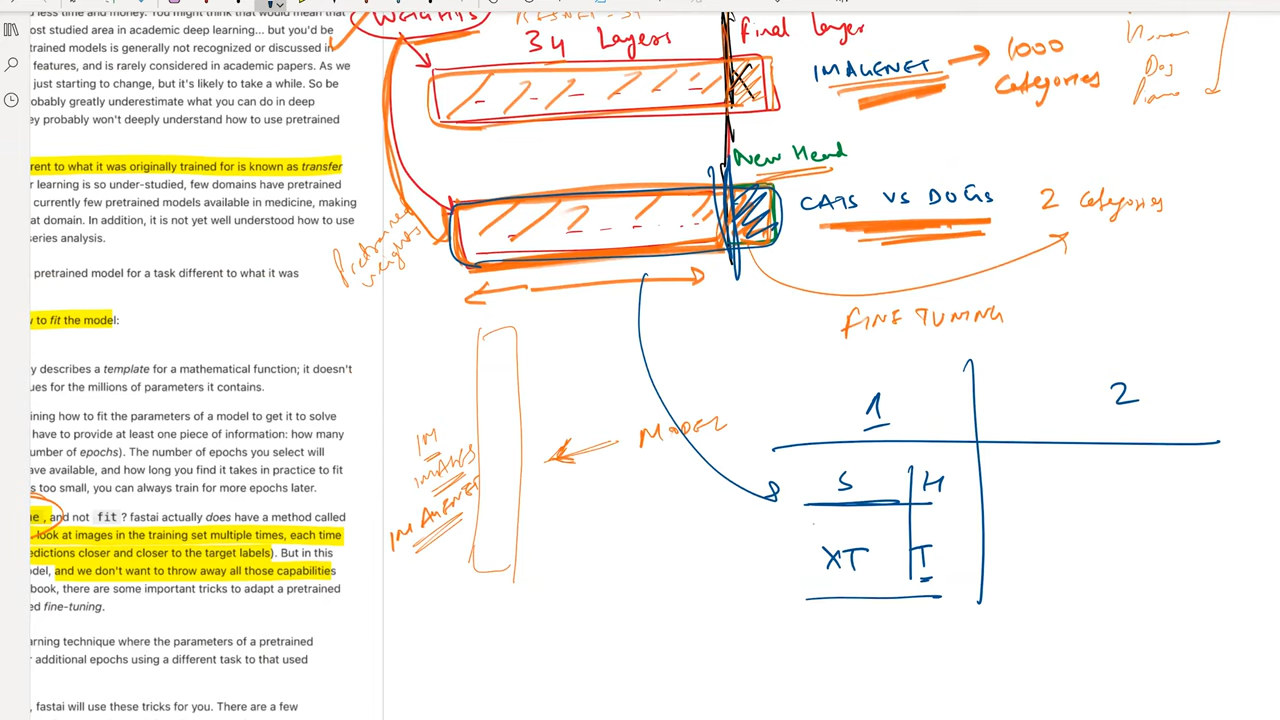 less time and money. You might think that would mean that
ost studied area in academic deep learning... but you'd be
trained models is generally not recognized or discussed in
features, and is rarely considered in academic papers. As we
just starting to change, but it's likely to take a while. So be
obably greatly underestimate what you can do in deep
ey probably won't deeply understand how to use pretrained
rent to what it was originally trained for is known as transfer
r learning is so under-studied, few domains have pretrained
currently few pretrained models available in medicine, making
at domain. In addition, it is not yet well understood how to use
series analysis.
pretrained model for a task different to what it was
w to fit the model:
y describes a template for a mathematical function; it doesn't
ues for the millions of parameters it contains.
ining how to fit the parameters of a model to get it to solve
have to provide at least one piece of information: how many
umber of epochs). The number of epochs you select will
ave available, and how long you find it takes in practice to fit
s too small, you can always train for more epochs later.
ne , and not fit ? fastai actually does have a method called
look at images in the training set multiple times, each time
edictions closer and closer to the target labels). But in this
odel, and we don't want to throw away all those capabilities
book, there are some important tricks to adapt a pretrained
ed fine-tuning.
arning technique where the parameters of a pretrained
r additional epochs using a different task to that used
, fastai will use these tricks for you. There are a few
WEIGHTS
RESNET-34
34 Layers
Final Layer
IMAGENET
1000
Categories
Human
Dog
Piano
New Head
CATS VS DOGS
2 Categories
Pretrained
weights
FINE TUNING
MODEL
1M
IMAGES
IMAGENET
1
2
S
H
XT
T